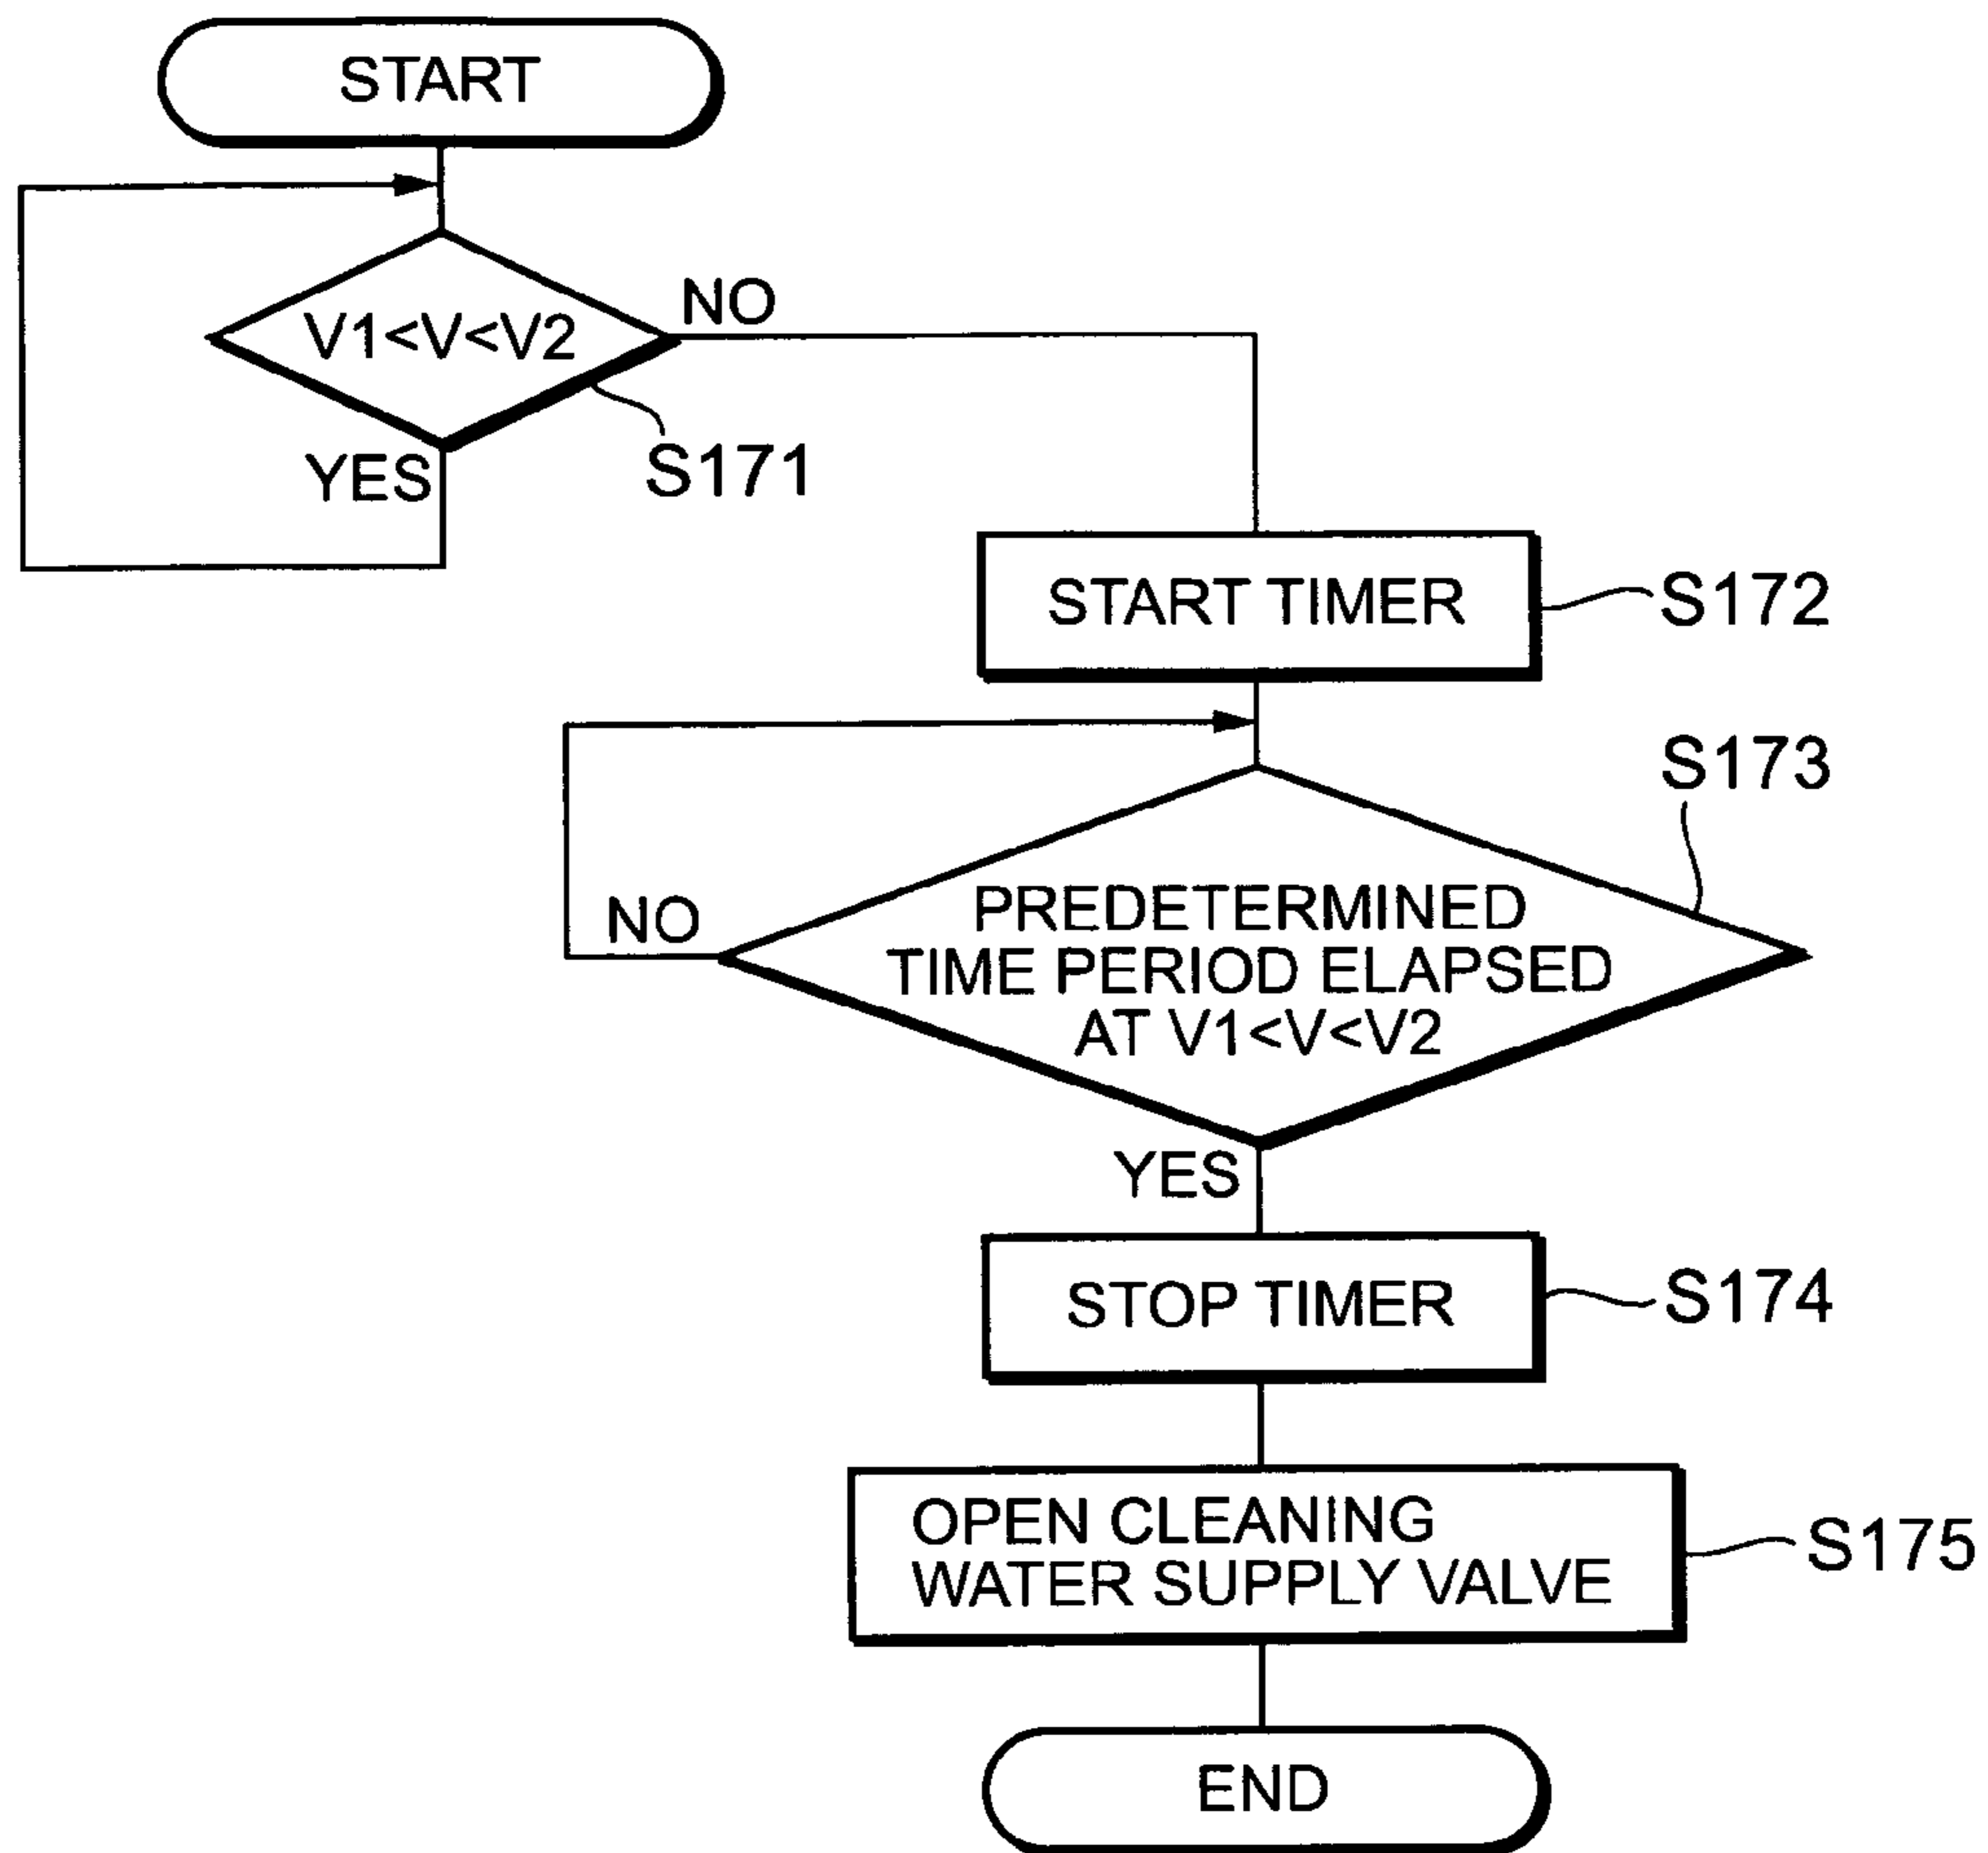 START
V1<V<V2
NO
YES
S171
START TIMER
S172
S173
NO
PREDETERMINED
TIME PERIOD ELAPSED
AT V1<V<V2
YES
STOP TIMER
S174
OPEN CLEANING
WATER SUPPLY VALVE
S175
END